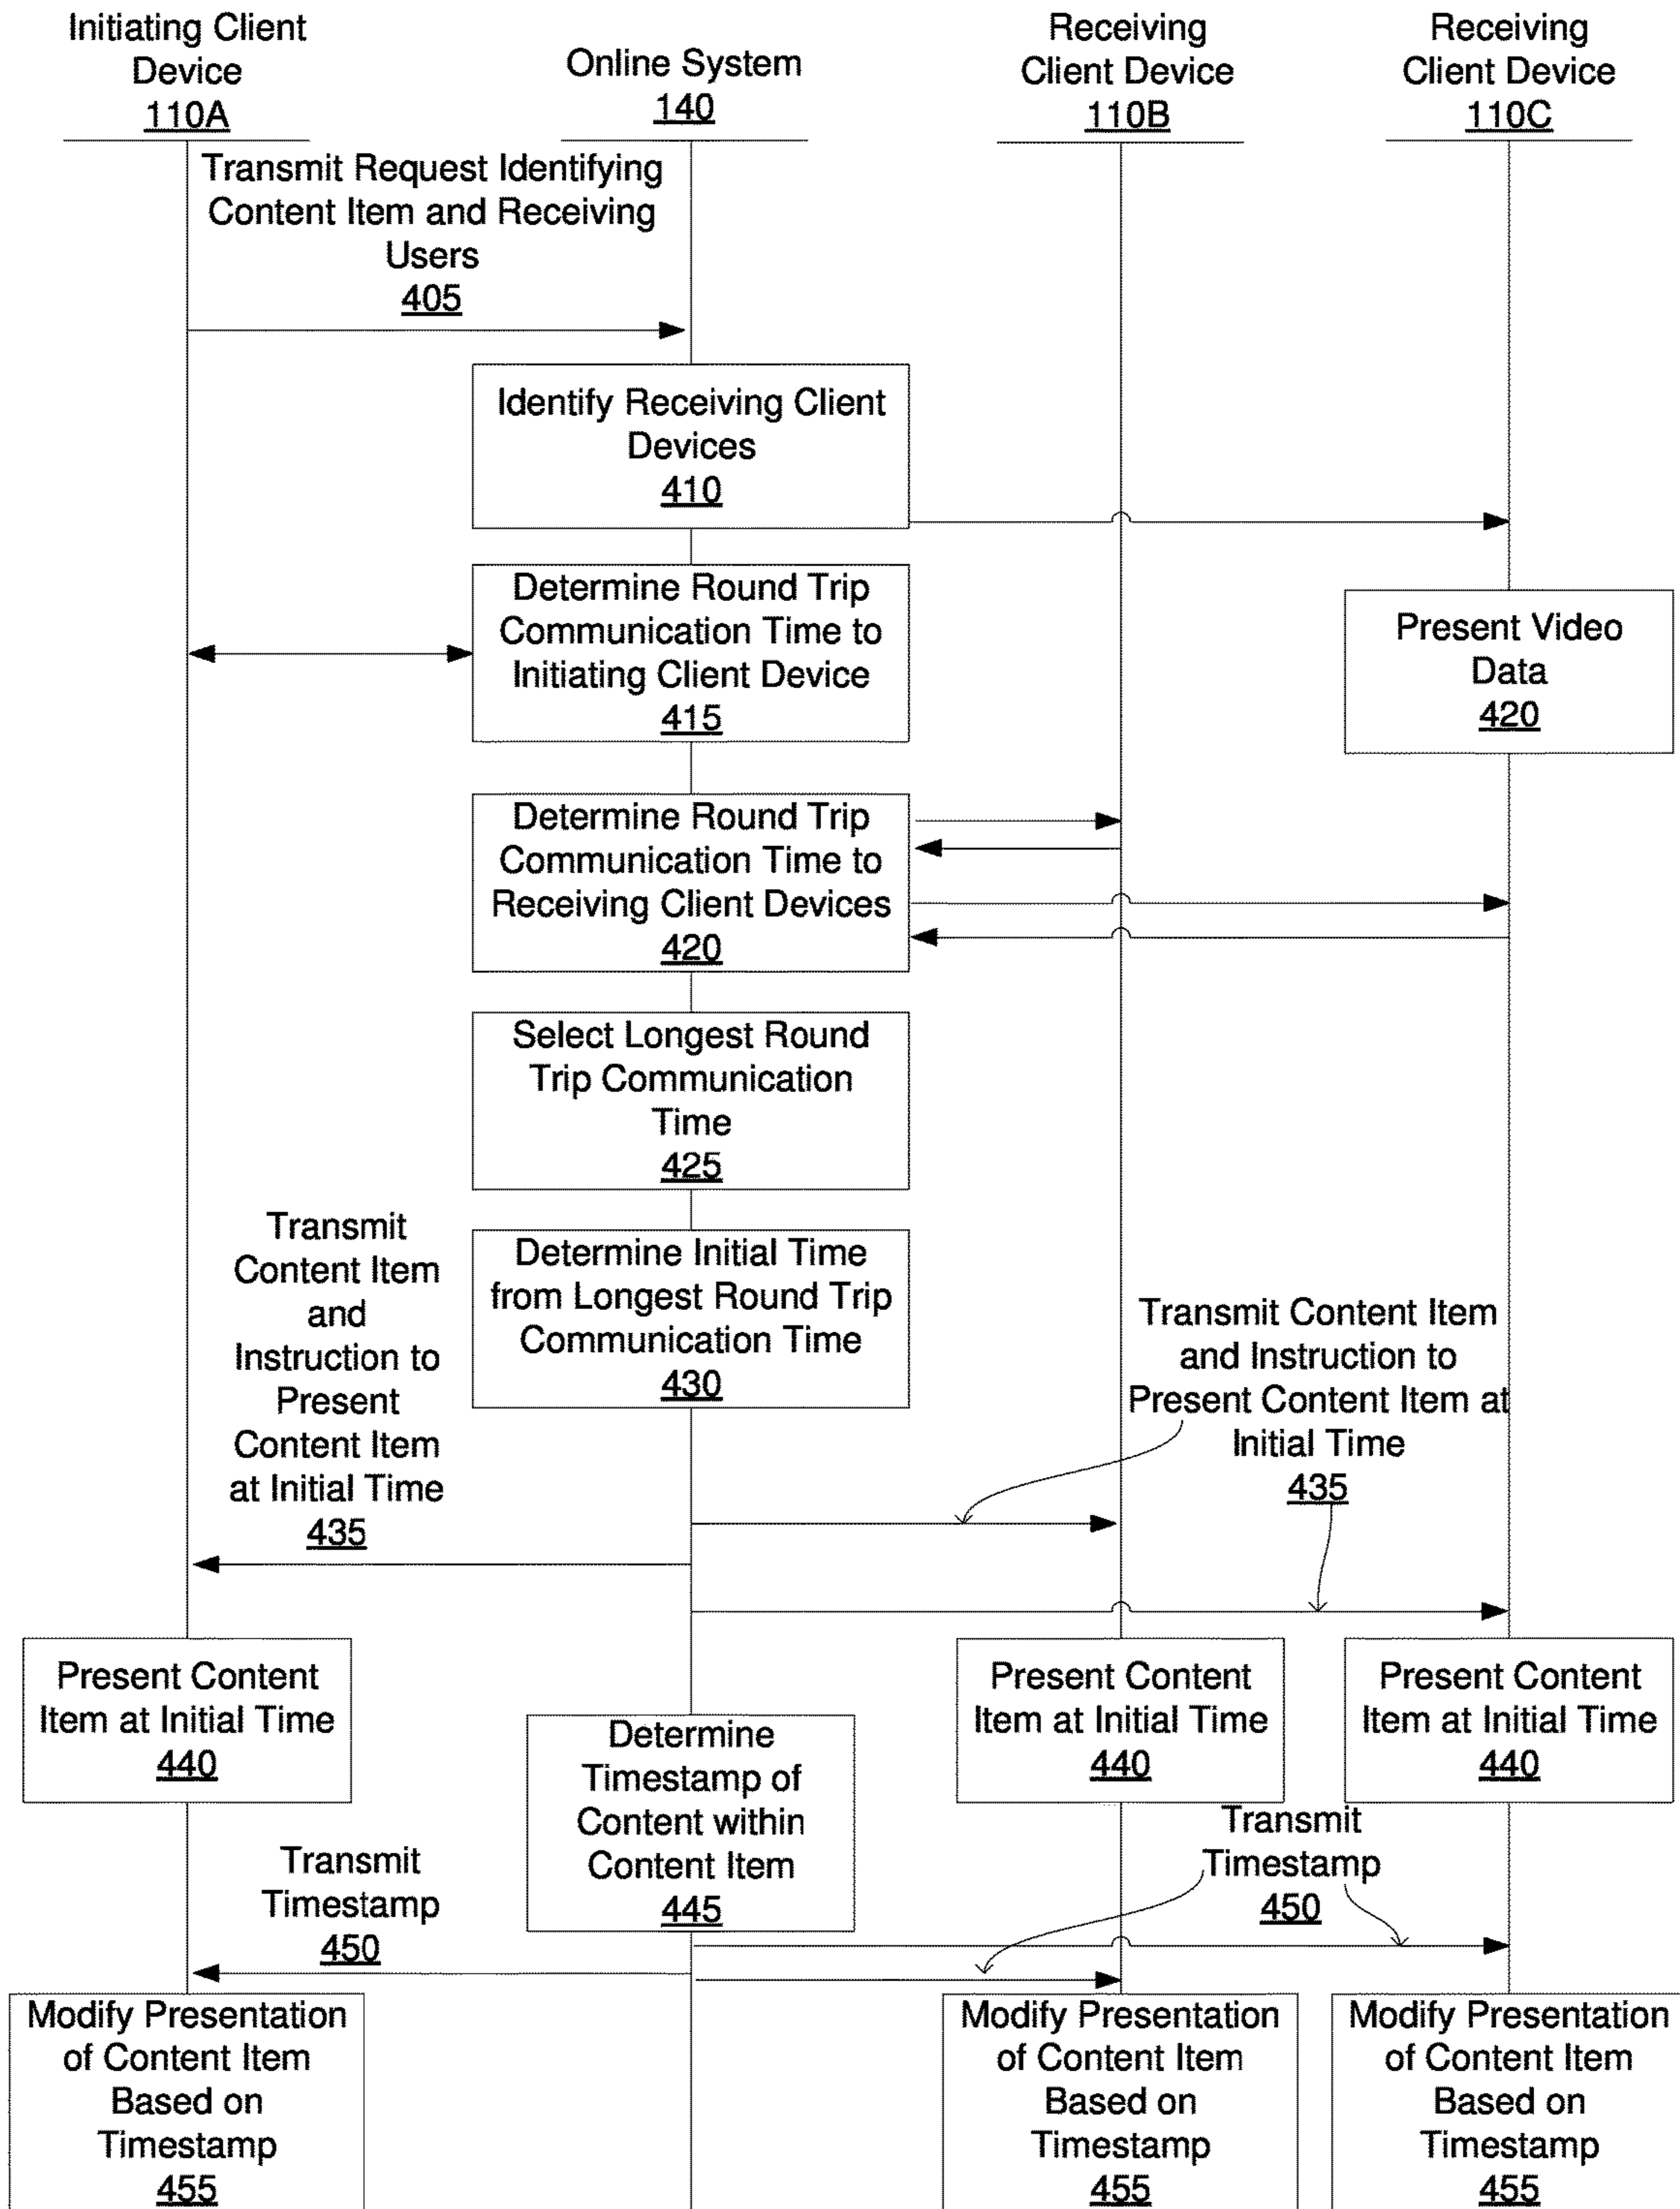 Initiating Client
Device
110A
Online System
140
Receiving
Client Device
110B
Receiving
Client Device
110C
Transmit Request Identifying
Content Item and Receiving
Users
405
Identify Receiving Client
Devices
410
Determine Round Trip
Communication Time to
Initiating Client Device
415
Present Video
Data
420
Determine Round Trip
Communication Time to
Receiving Client Devices
420
Select Longest Round
Trip Communication
Time
425
Transmit
Content Item
and
Instruction to
Present
Content Item
at Initial Time
435
Determine Initial Time
from Longest Round Trip
Communication Time
430
Transmit Content Item
and Instruction to
Present Content Item at
Initial Time
435
Present Content
Item at Initial Time
440
Determine
Timestamp of
Content within
Content Item
445
Present Content
Item at Initial Time
440
Present Content
Item at Initial Time
440
Transmit
Timestamp
450
Transmit
Timestamp
450
Modify Presentation
of Content Item
Based on
Timestamp
455
Modify Presentation
of Content Item
Based on
Timestamp
455
Modify Presentation
of Content Item
Based on
Timestamp
455